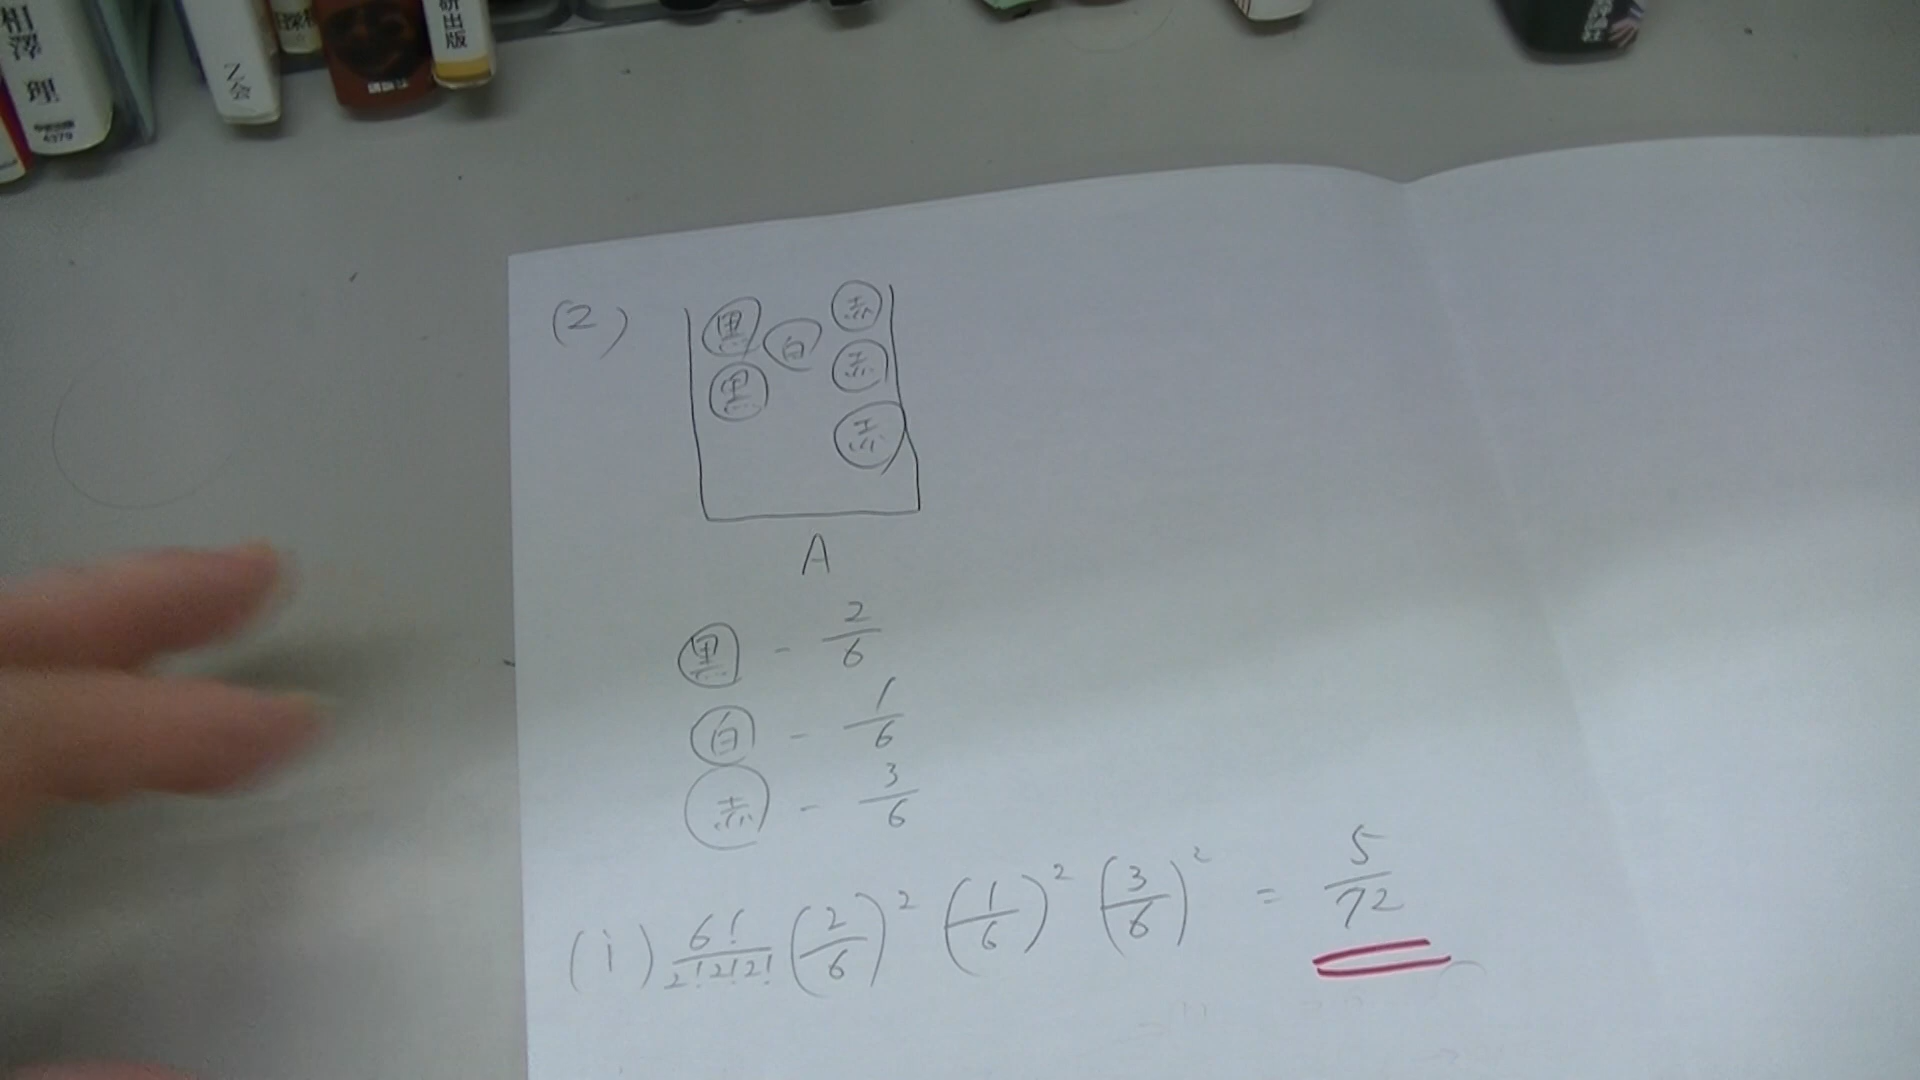 相澤 理
4379
Z会
研出版
(2)
黒 白 赤
黒 赤
赤
A
黒 - 2/6
白 - 1/6
赤 - 3/6
(i) 6!/2!2!2! (2/6)² (1/6)² (3/6)² = 5/72